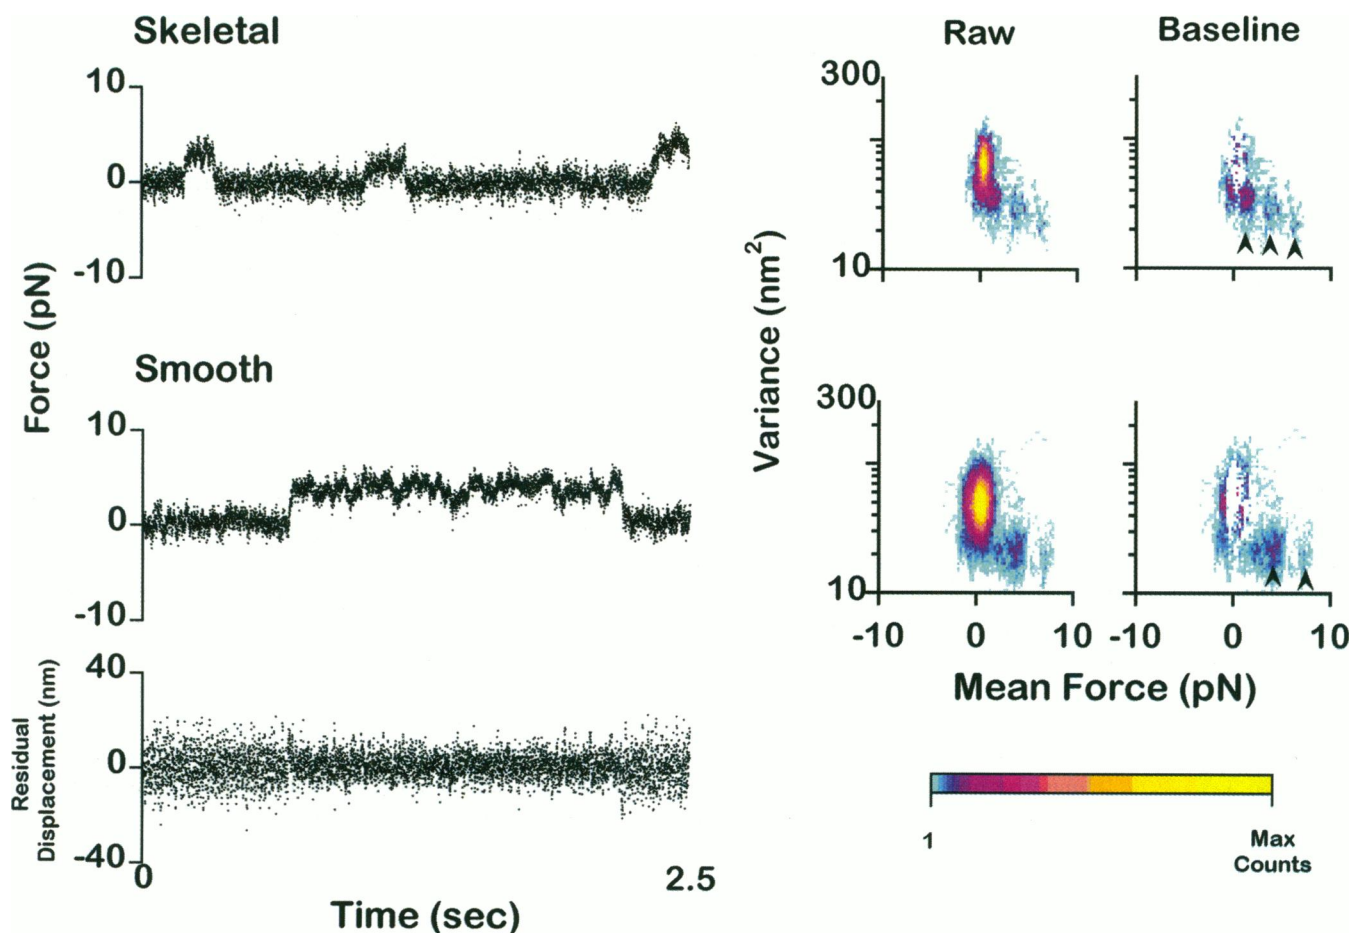 Skeletal
10
0
-10
Force (pN)
Smooth
10
0
-10
Residual
Displacement (nm)
40
0
-40
0
2.5
Time (sec)
Raw
Baseline
Variance (nm²)
300
10
300
10
-10
0
10
-10
0
10
Mean Force (pN)
1
Max
Counts